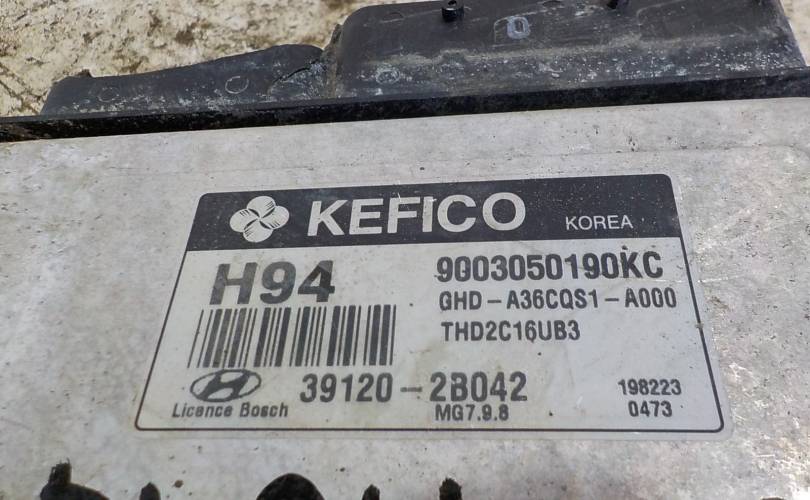 KEFICO KOREA
H94
9003050190KC
GHD-A36CQS1-A000
THD2C16UB3
39120-2B042
198223
Licence Bosch
MG7.9.8
0473